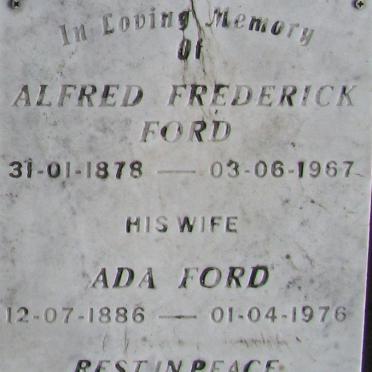 In Loving Memory
Of
ALFRED FREDERICK
FORD
31-01-1878 — 03-06-1967
HIS WIFE
ADA FORD
12-07-1886 — 01-04-1976
REST IN PEACE